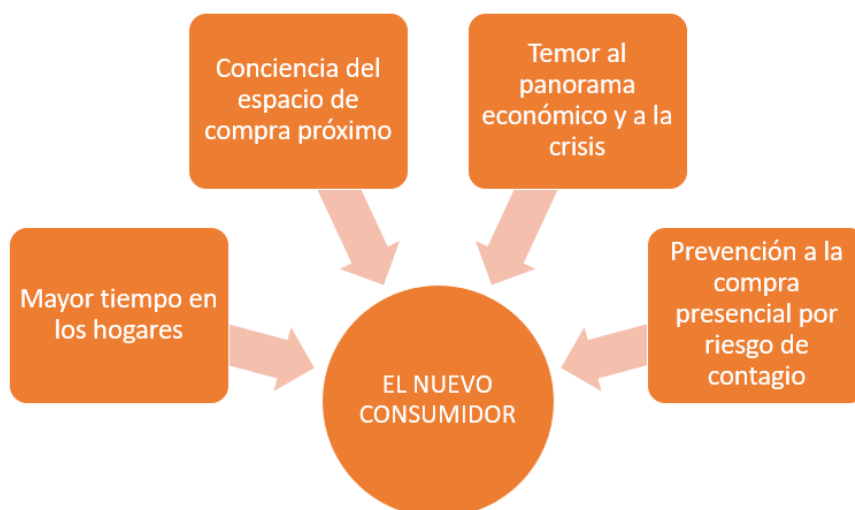 Conciencia del
espacio de
compra próximo
Temor al
panorama
económico y a la
crisis
Mayor tiempo en
los hogares
Prevención a la
compra
presencial por
riesgo de
contagio
EL NUEVO
CONSUMIDOR